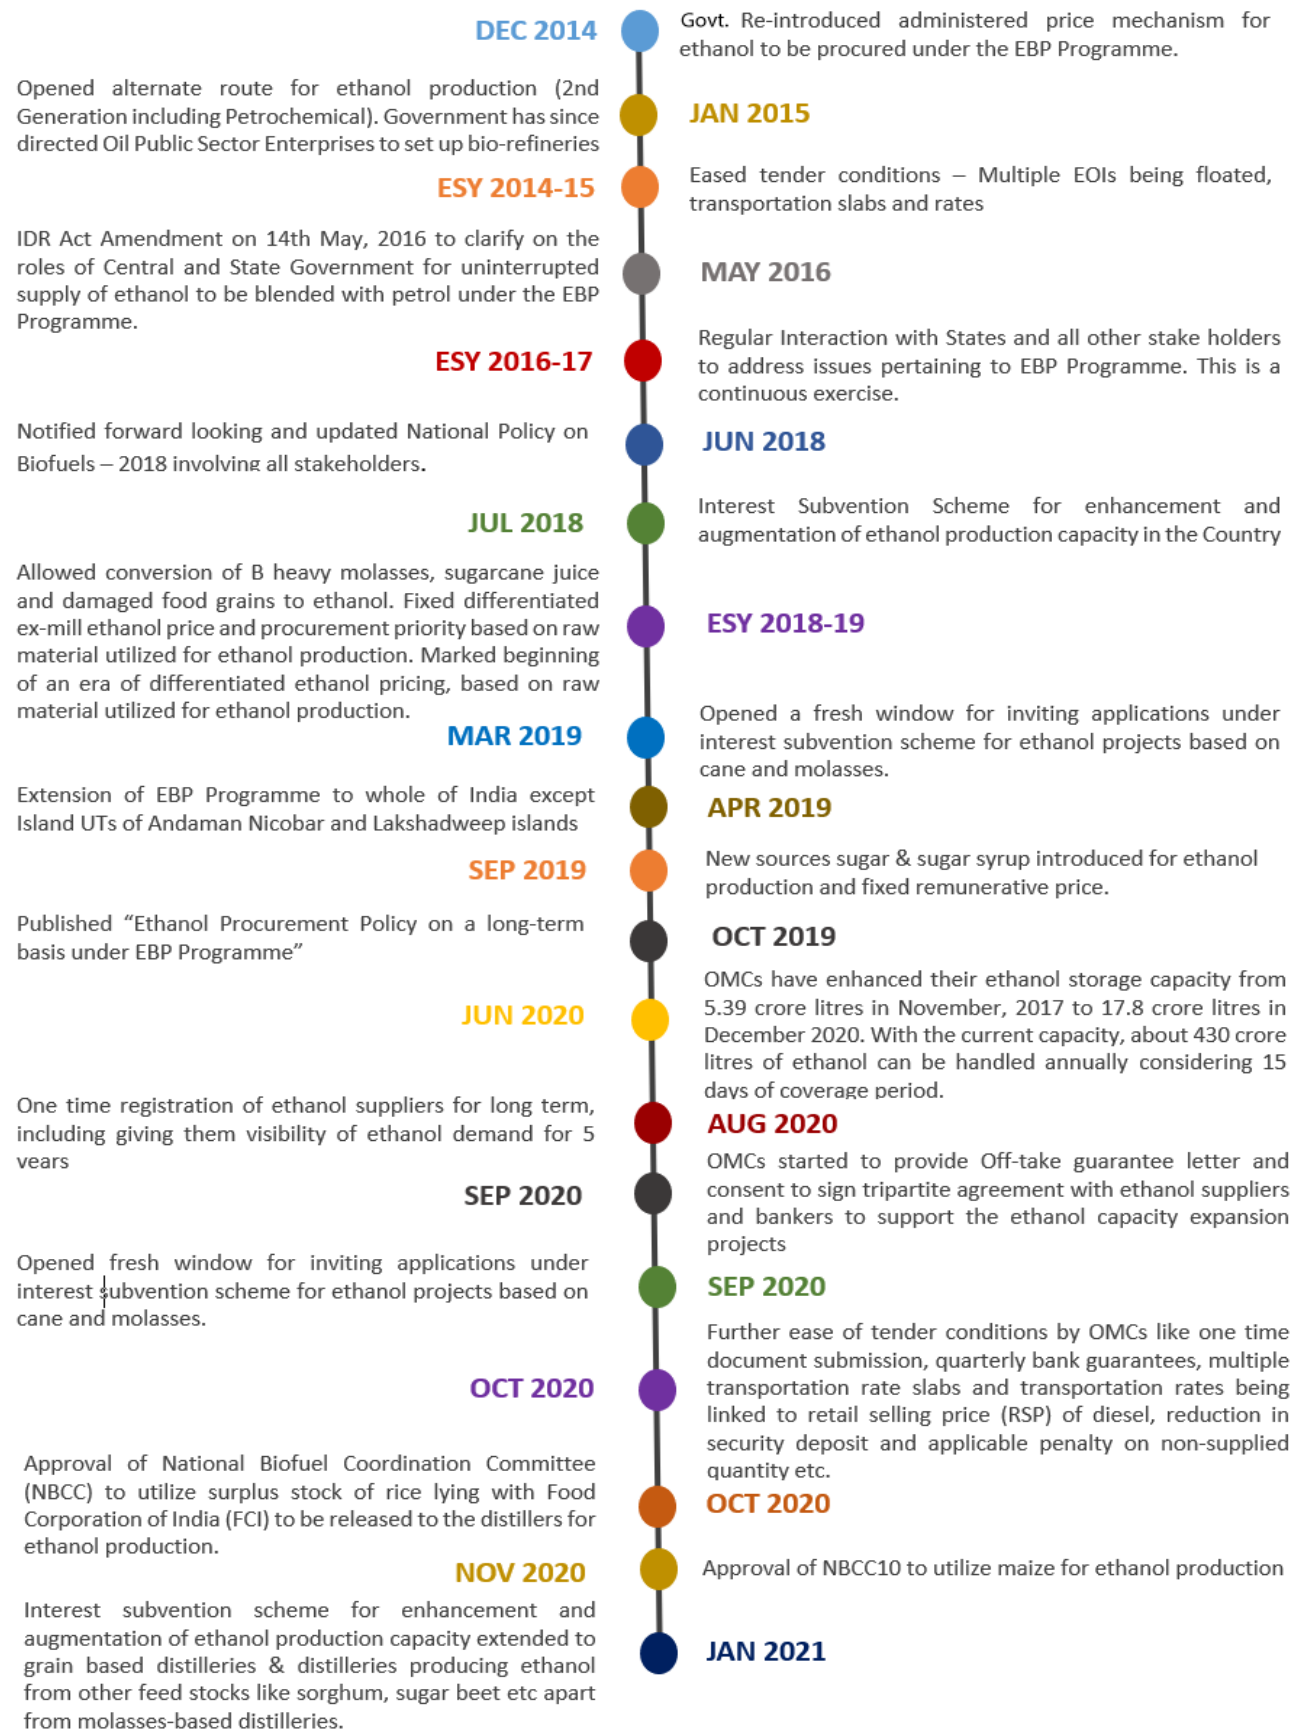 DEC 2014
Govt. Re-introduced administered price mechanism for
ethanol to be procured under the EBP Programme.
Opened alternate route for ethanol production (2nd
Generation including Petrochemical). Government has since
directed Oil Public Sector Enterprises to set up bio-refineries
JAN 2015
ESY 2014-15
Eased tender conditions – Multiple EOIs being floated,
transportation slabs and rates
IDR Act Amendment on 14th May, 2016 to clarify on the
roles of Central and State Government for uninterrupted
supply of ethanol to be blended with petrol under the EBP
Programme.
MAY 2016
ESY 2016-17
Regular Interaction with States and all other stake holders
to address issues pertaining to EBP Programme. This is a
continuous exercise.
Notified forward looking and updated National Policy on
Biofuels – 2018 involving all stakeholders.
JUN 2018
JUL 2018
Interest Subvention Scheme for enhancement and
augmentation of ethanol production capacity in the Country
Allowed conversion of B heavy molasses, sugarcane juice
and damaged food grains to ethanol. Fixed differentiated
ex-mill ethanol price and procurement priority based on raw
material utilized for ethanol production. Marked beginning
of an era of differentiated ethanol pricing, based on raw
material utilized for ethanol production.
ESY 2018-19
MAR 2019
Opened a fresh window for inviting applications under
interest subvention scheme for ethanol projects based on
cane and molasses.
Extension of EBP Programme to whole of India except
Island UTs of Andaman Nicobar and Lakshadweep islands
APR 2019
SEP 2019
New sources sugar & sugar syrup introduced for ethanol
production and fixed remunerative price.
Published “Ethanol Procurement Policy on a long-term
basis under EBP Programme”
OCT 2019
JUN 2020
OMCs have enhanced their ethanol storage capacity from
5.39 crore litres in November, 2017 to 17.8 crore litres in
December 2020. With the current capacity, about 430 crore
litres of ethanol can be handled annually considering 15
days of coverage period.
One time registration of ethanol suppliers for long term,
including giving them visibility of ethanol demand for 5
years
AUG 2020
SEP 2020
OMCs started to provide Off-take guarantee letter and
consent to sign tripartite agreement with ethanol suppliers
and bankers to support the ethanol capacity expansion
projects
Opened fresh window for inviting applications under
interest subvention scheme for ethanol projects based on
cane and molasses.
SEP 2020
OCT 2020
Further ease of tender conditions by OMCs like one time
document submission, quarterly bank guarantees, multiple
transportation rate slabs and transportation rates being
linked to retail selling price (RSP) of diesel, reduction in
security deposit and applicable penalty on non-supplied
quantity etc.
Approval of National Biofuel Coordination Committee
(NBCC) to utilize surplus stock of rice lying with Food
Corporation of India (FCI) to be released to the distillers for
ethanol production.
OCT 2020
NOV 2020
Approval of NBCC10 to utilize maize for ethanol production
Interest subvention scheme for enhancement and
augmentation of ethanol production capacity extended to
grain based distilleries & distilleries producing ethanol
from other feed stocks like sorghum, sugar beet etc apart
from molasses-based distilleries.
JAN 2021